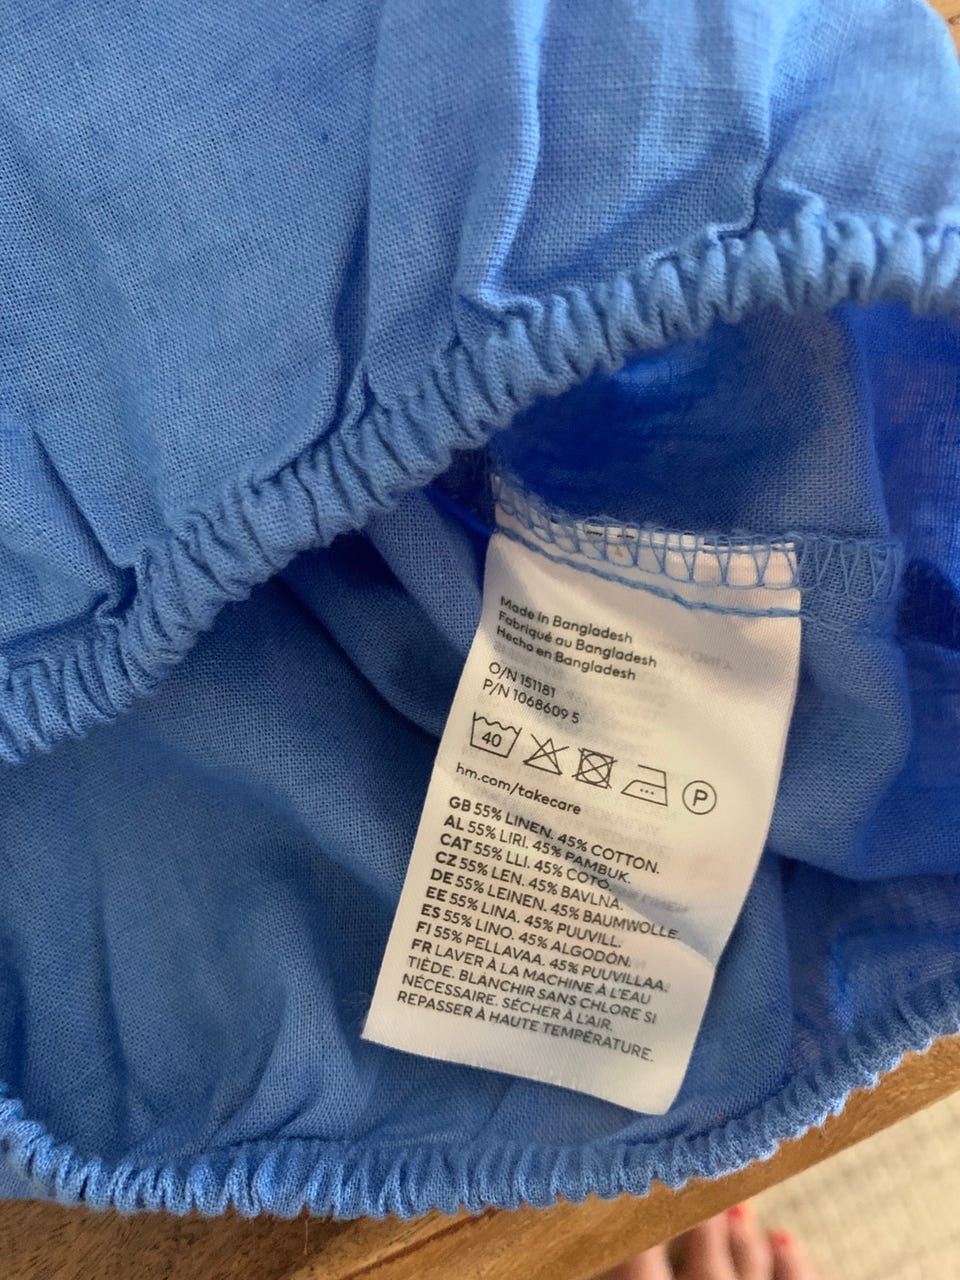 Made in Bangladesh
Fabriqué au Bangladesh
Hecho en Bangladesh
O/N 151181
P/N 1068609 5
40
P
hm.com/takecare
GB 55% LINEN. 45% COTTON.
AL 55% LIRI. 45% PAMBUK.
CAT 55% LLI. 45% COTÓ.
CZ 55% LEN. 45% BAVLNA.
DE 55% LEINEN. 45% BAUMWOLLE.
EE 55% LINA. 45% PUUVILL.
ES 55% LINO. 45% ALGODÓN.
FI 55% PELLAVAA. 45% PUUVILLAA.
FR LAVER À LA MACHINE À L'EAU
TIÈDE. BLANCHIR SANS CHLORE SI
NÉCESSAIRE. SÉCHER À L'AIR.
REPASSER À HAUTE TEMPÉRATURE.